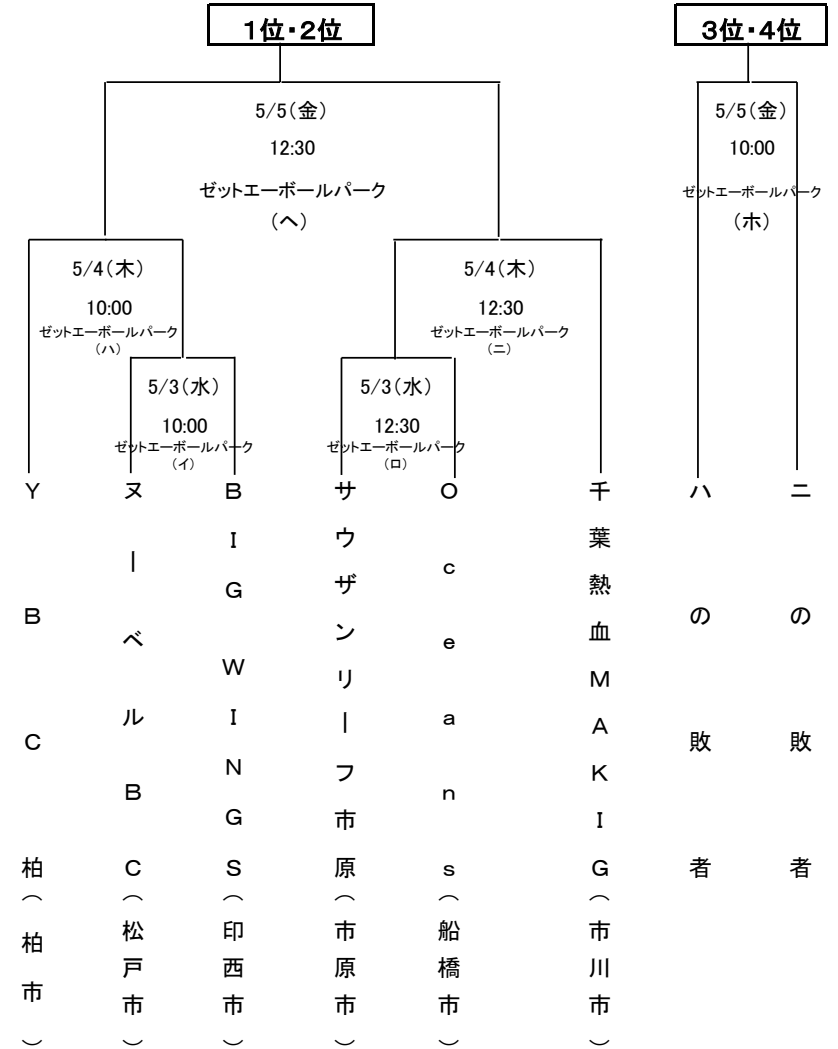 1位・2位
3位・4位
5/5(金)
12:30
ゼットエーボールパーク
(ヘ)
5/5(金)
10:00
ゼットエーボールパーク
(ホ)
5/4(木)
10:00
ゼットエーボールパーク
(ハ)
5/4(木)
12:30
ゼットエーボールパーク
(ニ)
5/3(水)
10:00
ゼットエーボールパーク
(イ)
5/3(水)
12:30
ゼットエーボールパーク
(ロ)
YBC柏(柏市)
ヌーベルBC(松戸市)
BIG WINGS(印西市)
サウザンリーフ市原(市原市)
Oceans(船橋市)
千葉熱血MAKIG(市川市)
ハの敗者
ニの敗者